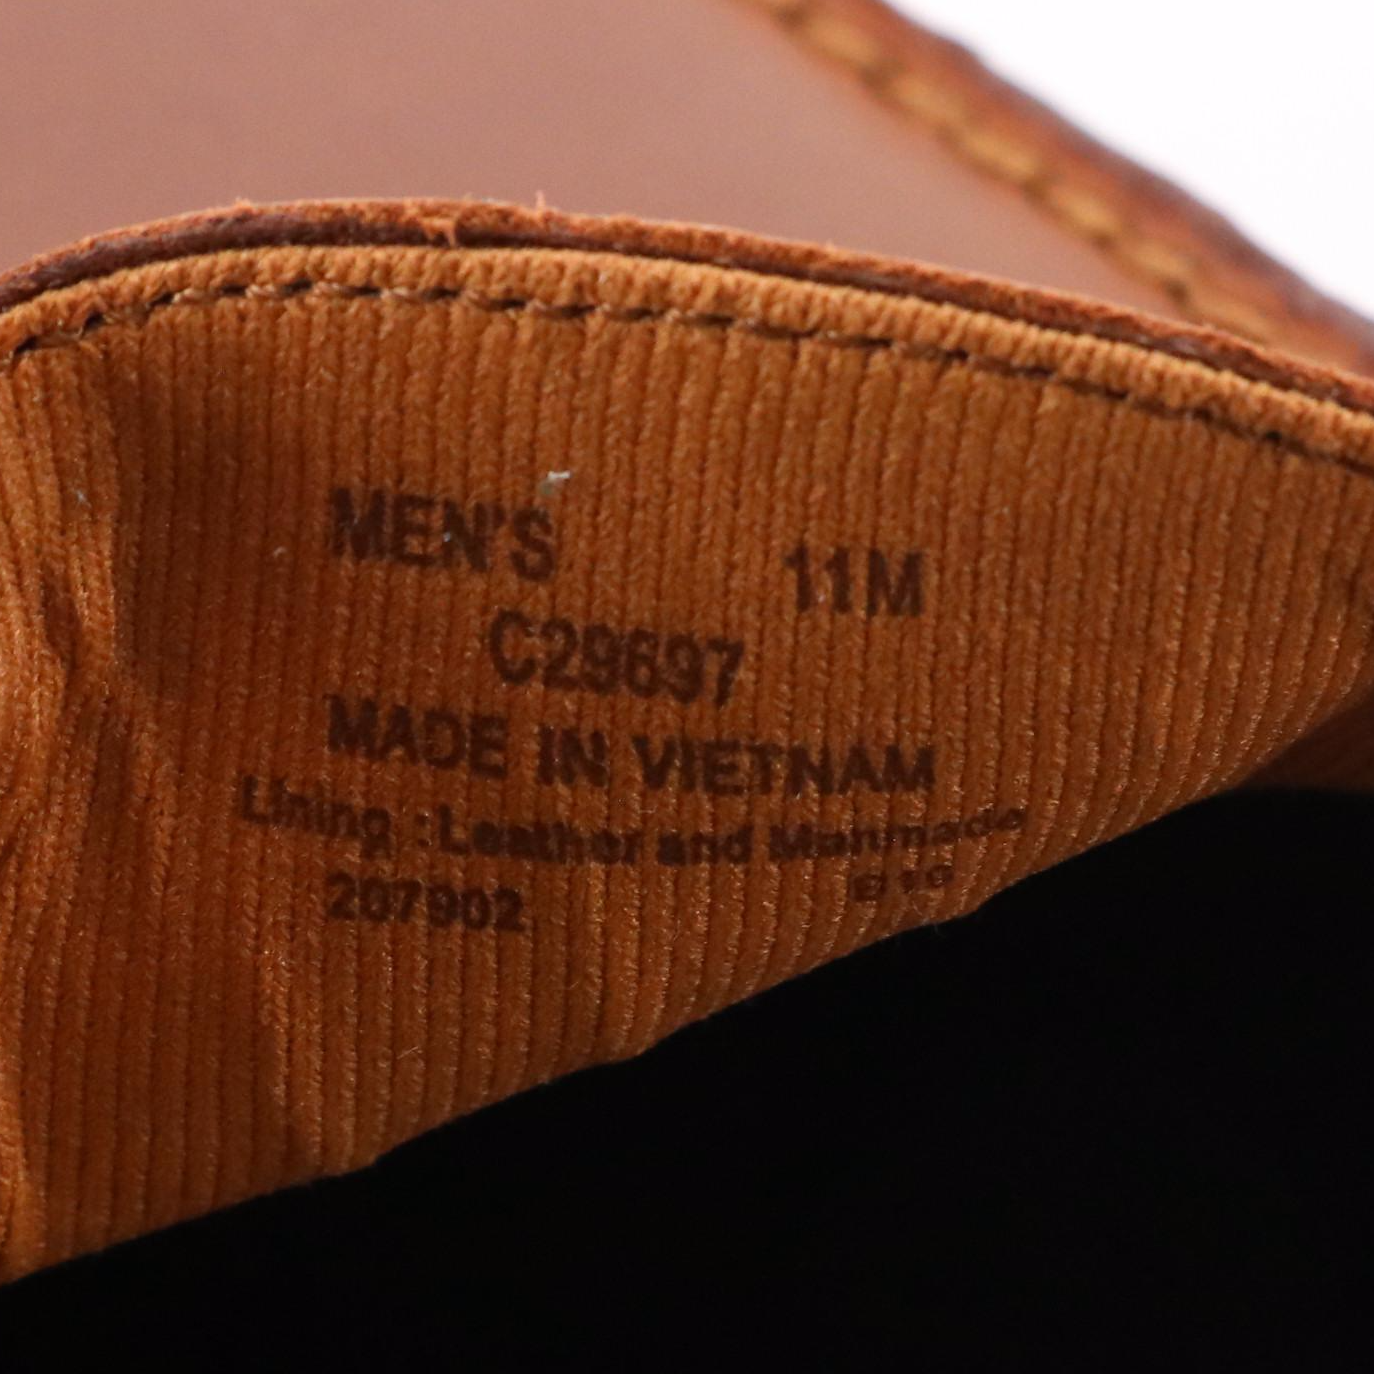 MEN'S 11M
C29697
MADE IN VIETNAM
Lining : Leather and Manmade
207902